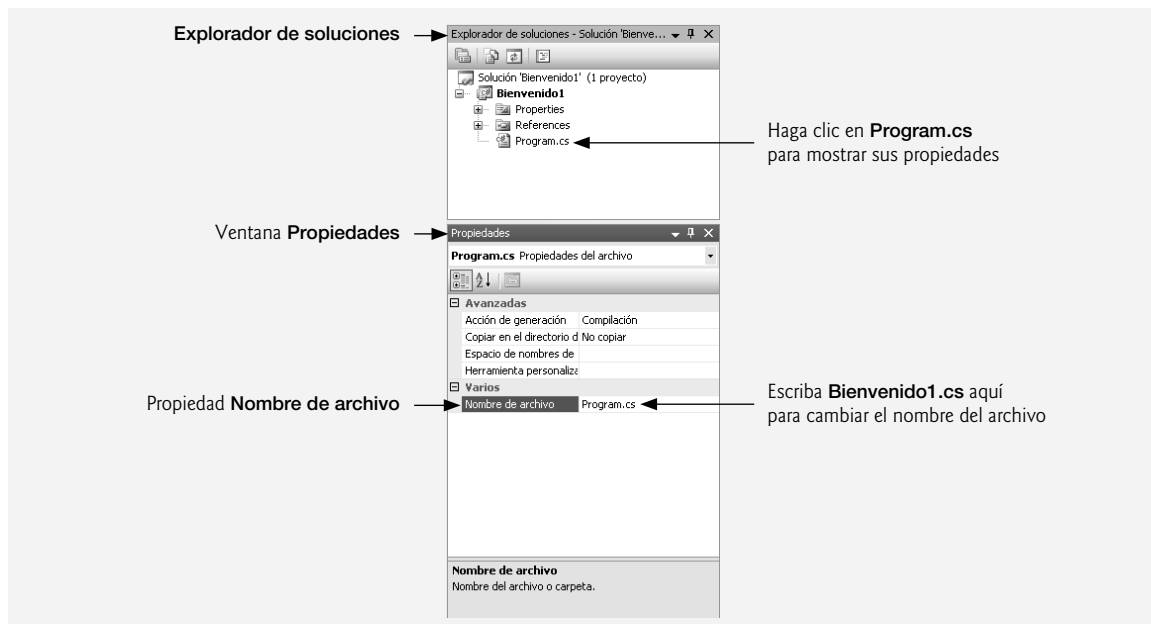 Explorador de soluciones
Explorador de soluciones - Solución 'Bienve...
Solución 'Bienvenido1' (1 proyecto)
Bienvenido1
Properties
References
Program.cs
Haga clic en Program.cs
para mostrar sus propiedades
Ventana Propiedades
Propiedades
Program.cs Propiedades del archivo
Avanzadas
Acción de generación Compilación
Copiar en el directorio d No copiar
Espacio de nombres de
Herramienta personaliza
Varios
Propiedad Nombre de archivo
Nombre de archivo Program.cs
Escriba Bienvenido1.cs aquí
para cambiar el nombre del archivo
Nombre de archivo
Nombre del archivo o carpeta.